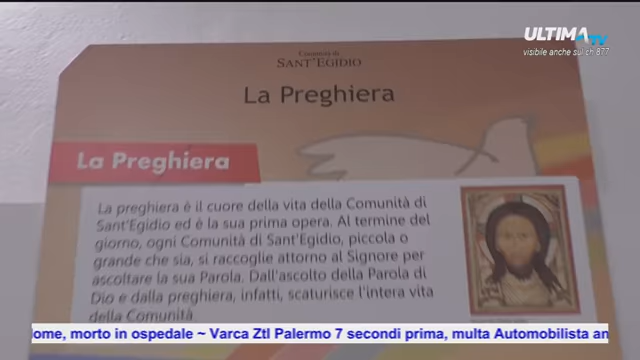 ULTIMA TV
visibile anche sul ch 877
Comunità di
SANT'EGIDIO
La Preghiera
La Preghiera
La preghiera è il cuore della vita della Comunità di
Sant'Egidio ed è la sua prima opera. Al termine del
giorno, ogni Comunità di Sant'Egidio, piccola o
grande che sia, si raccoglie attorno al Signore per
ascoltare la sua Parola. Dall'ascolto della Parola di
Dio e dalla preghiera, infatti, scaturisce l'intera vita
della Comunità.
ome, morto in ospedale ~ Varca Ztl Palermo 7 secondi prima, multa Automobilista an